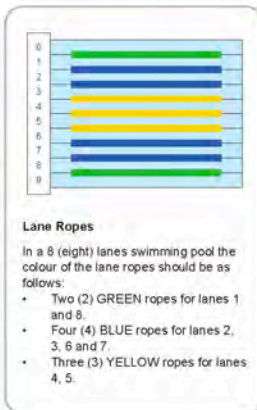 0
1
2
3
4
5
6
7
8
9
Lane Ropes
In a 8 (eight) lanes swimming pool the
colour of the lane ropes should be as
follows:
• Two (2) GREEN ropes for lanes 1
and 8.
• Four (4) BLUE ropes for lanes 2,
3, 6 and 7.
• Three (3) YELLOW ropes for lanes
4, 5.